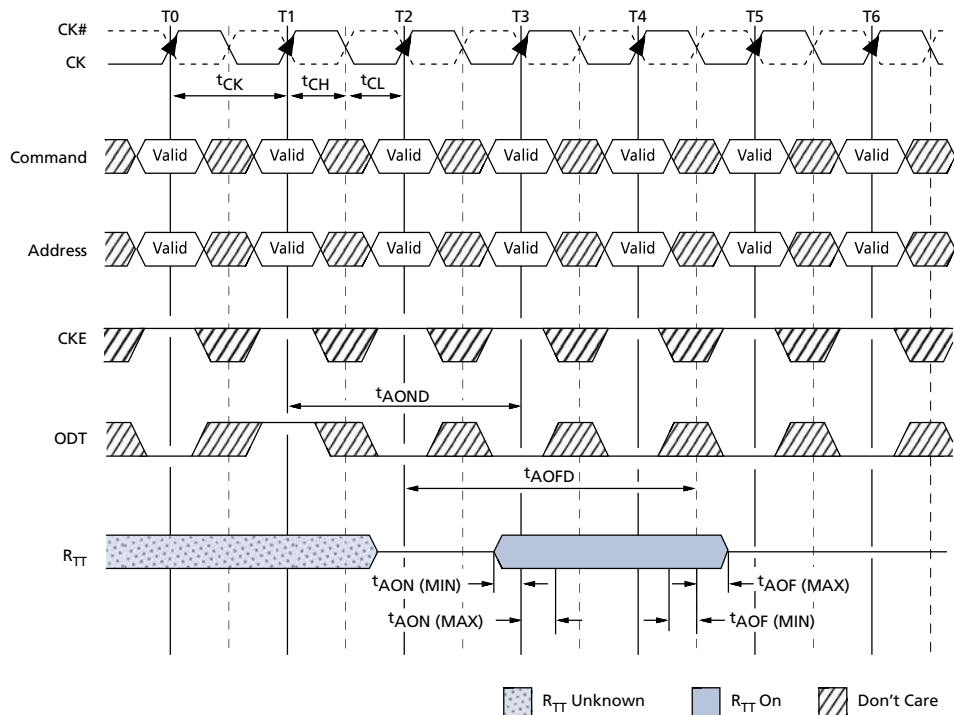 T0 T1 T2 T3 T4 T5 T6
CK#
CK
tCK tCH tCL
Command Valid Valid Valid Valid Valid Valid Valid
Address Valid Valid Valid Valid Valid Valid Valid
CKE
tAOND
ODT
tAOFD
RTT
tAON (MIN) tAOF (MAX)
tAON (MAX) tAOF (MIN)
RTT Unknown RTT On Don't Care